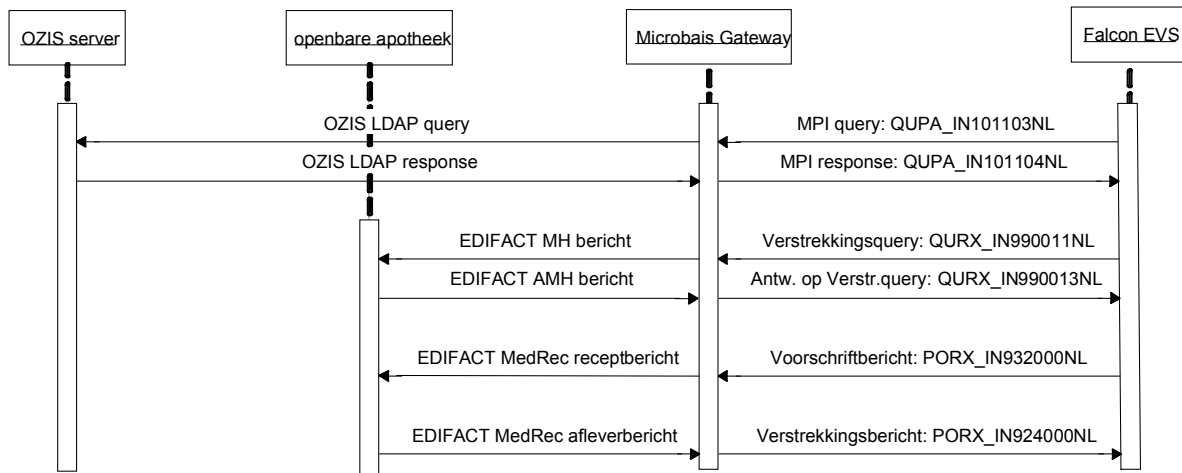 OZIS server
openbare apotheek
Microbais Gateway
Falcon EVS
OZIS LDAP query
MPI query: QUPA_IN101103NL
OZIS LDAP response
MPI response: QUPA_IN101104NL
EDIFACT MH bericht
Verstrekkingsquery: QURX_IN990011NL
EDIFACT AMH bericht
Antw. op Verstr.query: QURX_IN990013NL
EDIFACT MedRec receptbericht
Voorschriftbericht: PORX_IN932000NL
EDIFACT MedRec afleverbericht
Verstrekkingsbericht: PORX_IN924000NL